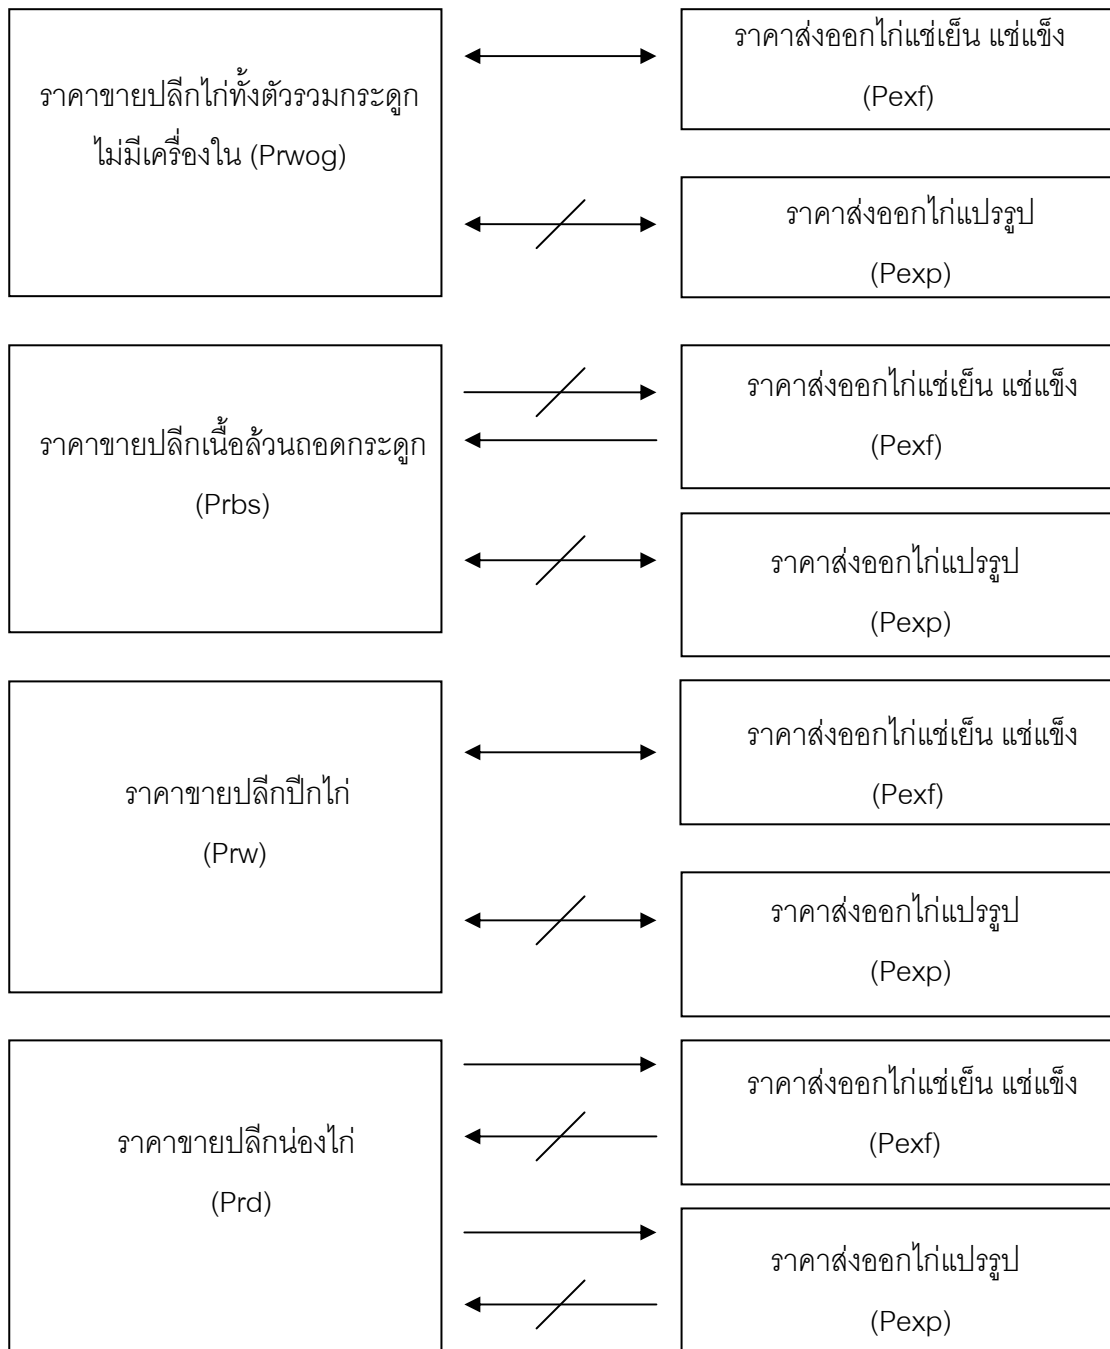 ราคาขายปลีกไก่ทั้งตัวรวมกระดูก
ไม่มีเครื่องใน (Prwog)
ราคาส่งออกไก่แช่เย็น แช่แข็ง
(Pexf)
ราคาส่งออกไก่แปรรูป
(Pexp)
ราคาขายปลีกเนื้อล้วนถอดกระดูก
(Prbs)
ราคาส่งออกไก่แช่เย็น แช่แข็ง
(Pexf)
ราคาส่งออกไก่แปรรูป
(Pexp)
ราคาขายปลีกปีกไก่
(Prw)
ราคาส่งออกไก่แช่เย็น แช่แข็ง
(Pexf)
ราคาส่งออกไก่แปรรูป
(Pexp)
ราคาขายปลีกน่องไก่
(Prd)
ราคาส่งออกไก่แช่เย็น แช่แข็ง
(Pexf)
ราคาส่งออกไก่แปรรูป
(Pexp)